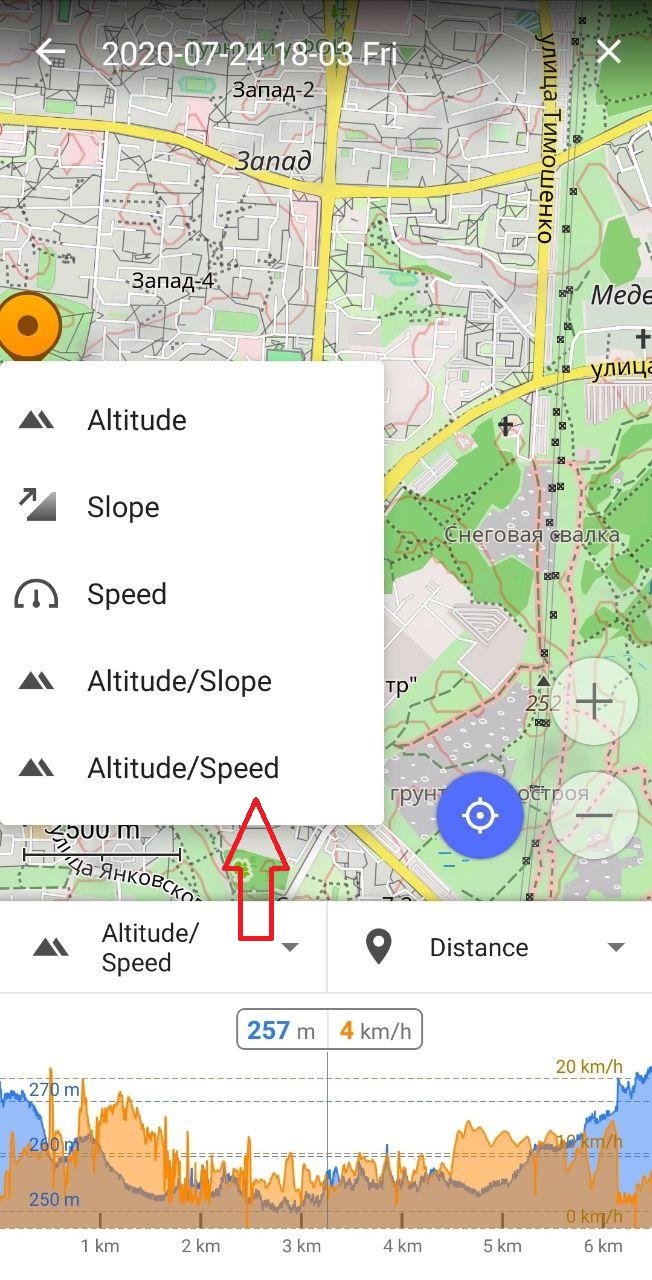 2020-07-24 18-03 Fri
Запад-2
улица Тимошенко
Запад
Запад-4
Медв
улица
Altitude
Slope
Снеговая свалка
Speed
Altitude/Slope
тр"
252
Altitude/Speed
грунт остроя
500 m
улица Янковско
Altitude/
Speed
Distance
257 m
4 km/h
20 km/h
270 m
260 m
10 km/h
250 m
0 km/h
1 km
2 km
3 km
4 km
5 km
6 km